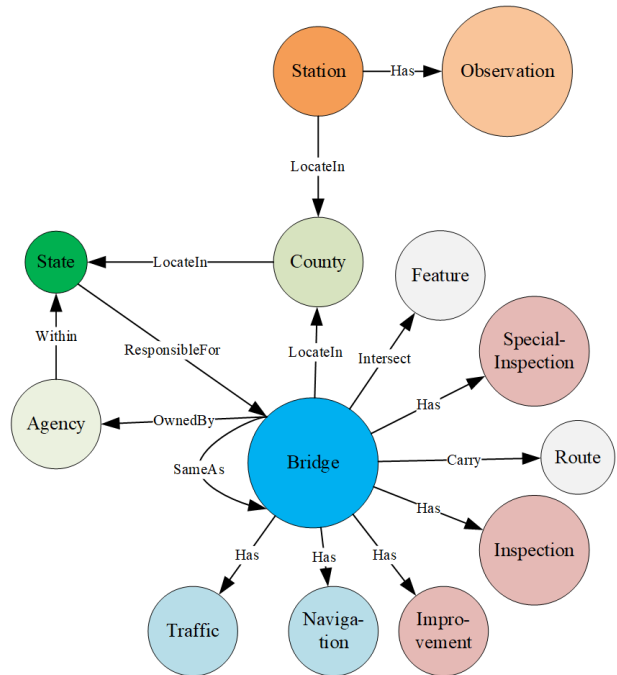 Station
Has
Observation
LocateIn
State
LocateIn
County
Feature
Within
ResponsibleFor
LocateIn
Intersect
Special-
Inspection
Agency
OwnedBy
Has
SameAs
Bridge
Carry
Route
Has
Inspection
Has
Has
Has
Traffic
Naviga-
tion
Improve-
vement